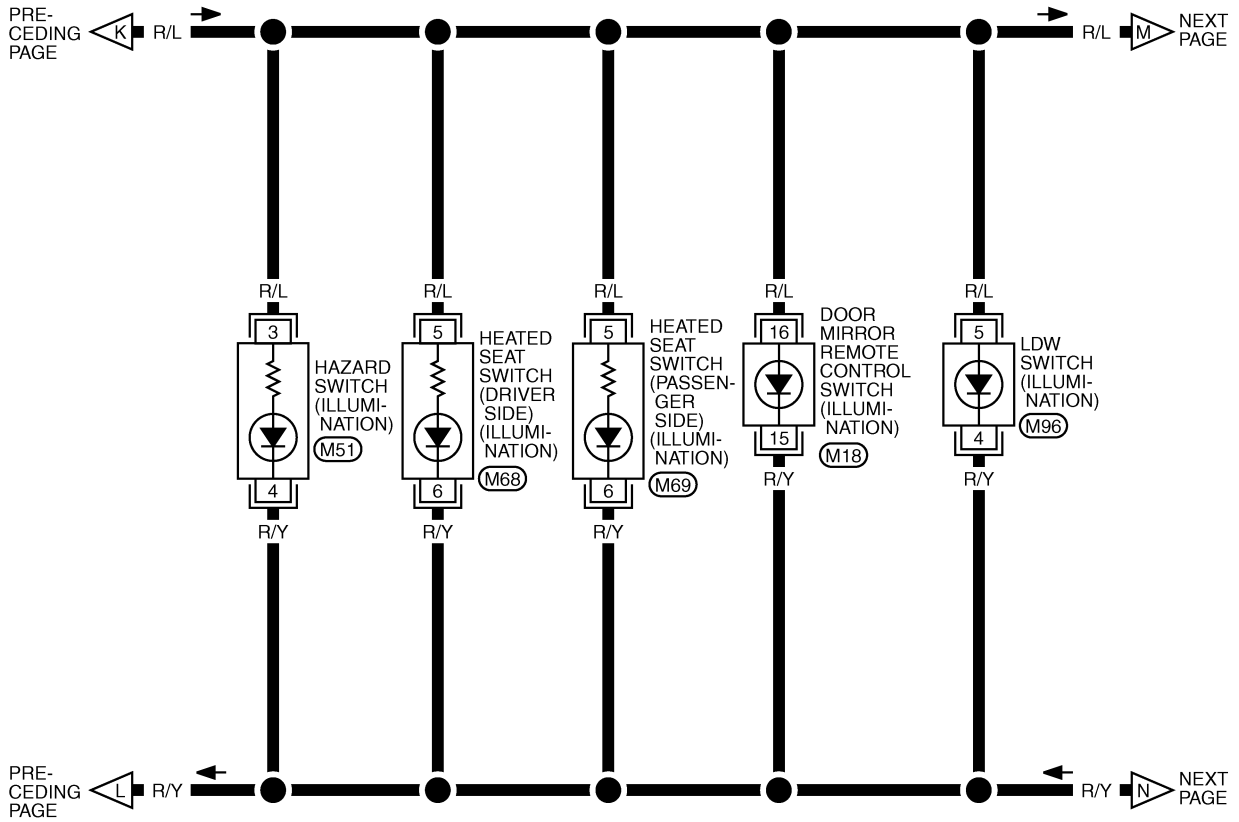 PRE-
CEDING
PAGE
K
R/L
R/L
M
NEXT
PAGE
R/L
R/L
R/L
R/L
R/L
3
HAZARD
SWITCH
(ILLUMI-
NATION)
M51
4
R/Y
5
HEATED
SEAT
SWITCH
(DRIVER
SIDE)
(ILLUMI-
NATION)
M68
6
R/Y
5
HEATED
SEAT
SWITCH
(PASSEN-
GER
SIDE)
(ILLUMI-
NATION)
M69
6
R/Y
16
DOOR
MIRROR
REMOTE
CONTROL
SWITCH
(ILLUMI-
NATION)
M18
15
R/Y
5
LDW
SWITCH
(ILLUMI-
NATION)
M96
4
R/Y
PRE-
CEDING
PAGE
L
R/Y
R/Y
N
NEXT
PAGE